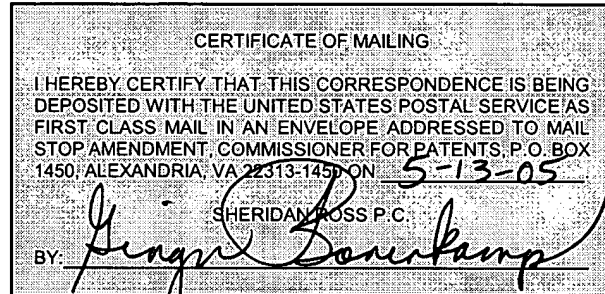 CERTIFICATE OF MAILING
I HEREBY CERTIFY THAT THIS CORRESPONDENCE IS BEING
DEPOSITED WITH THE UNITED STATES POSTAL SERVICE AS
FIRST CLASS MAIL IN AN ENVELOPE ADDRESSED TO MAIL
STOP AMENDMENT, COMMISSIONER FOR PATENTS, P.O. BOX
1450, ALEXANDRIA, VA 22313-1450 ON 5-13-05
SHERIDAN ROSS P.C.
BY: